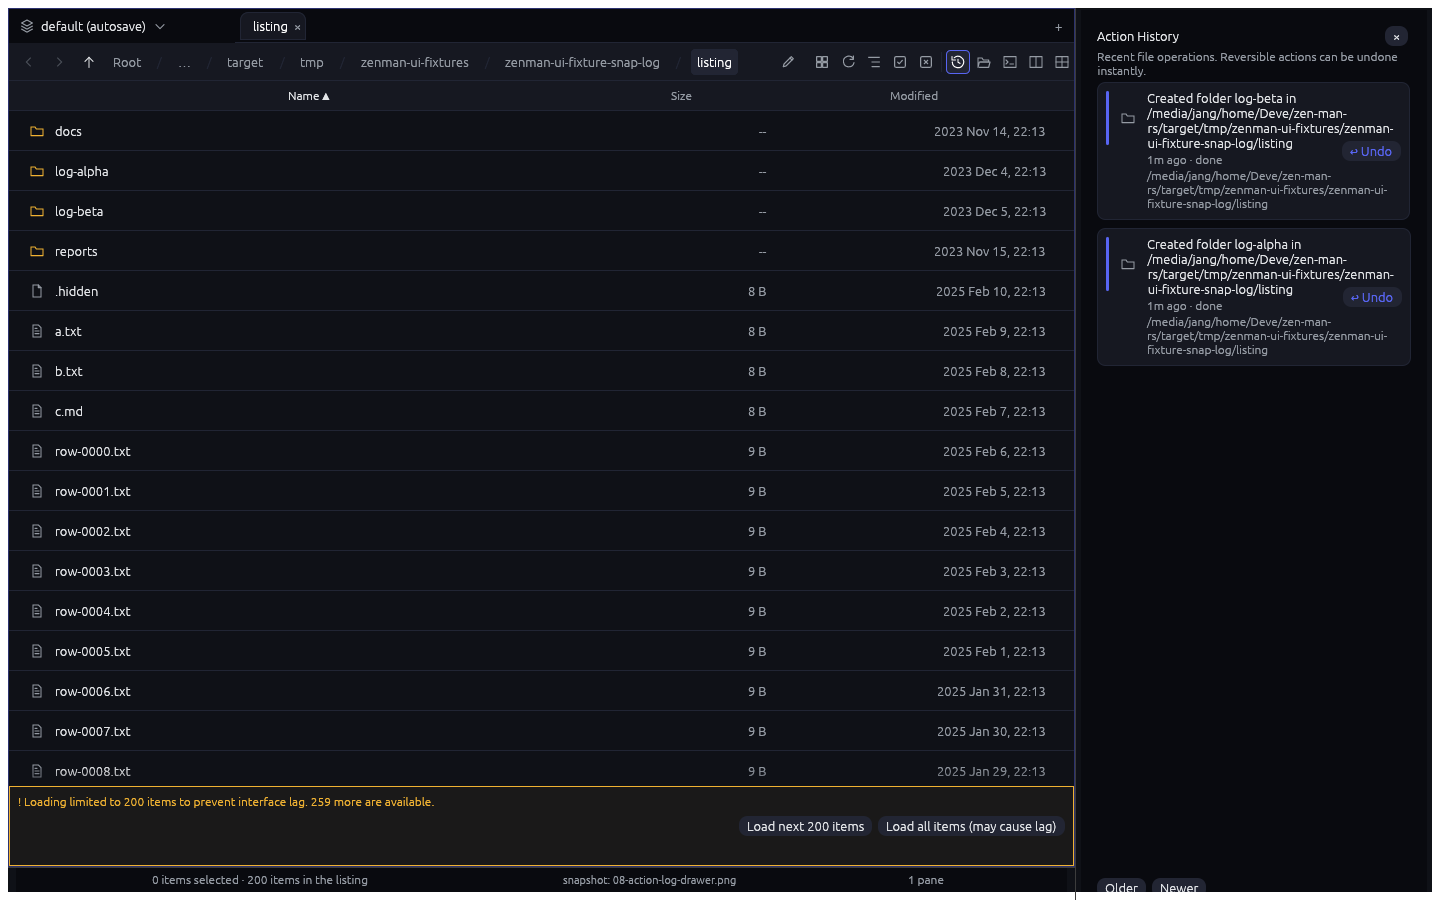 default (autosave)
listing ×
+
Root / ... / target / tmp / zenman-ui-fixtures / zenman-ui-fixture-snap-log / listing
Name ▲ Size Modified
docs -- 2023 Nov 14, 22:13
log-alpha -- 2023 Dec 4, 22:13
log-beta -- 2023 Dec 5, 22:13
reports -- 2023 Nov 15, 22:13
.hidden 8 B 2025 Feb 10, 22:13
a.txt 8 B 2025 Feb 9, 22:13
b.txt 8 B 2025 Feb 8, 22:13
c.md 8 B 2025 Feb 7, 22:13
row-0000.txt 9 B 2025 Feb 6, 22:13
row-0001.txt 9 B 2025 Feb 5, 22:13
row-0002.txt 9 B 2025 Feb 4, 22:13
row-0003.txt 9 B 2025 Feb 3, 22:13
row-0004.txt 9 B 2025 Feb 2, 22:13
row-0005.txt 9 B 2025 Feb 1, 22:13
row-0006.txt 9 B 2025 Jan 31, 22:13
row-0007.txt 9 B 2025 Jan 30, 22:13
row-0008.txt 9 B 2025 Jan 29, 22:13
! Loading limited to 200 items to prevent interface lag. 259 more are available.
Load next 200 items Load all items (may cause lag)
0 items selected · 200 items in the listing snapshot: 08-action-log-drawer.png 1 pane
Action History ×
Recent file operations. Reversible actions can be undone
instantly.
Created folder log-beta in
/media/jang/home/Deve/zen-man-
rs/target/tmp/zenman-ui-fixtures/zenman-
ui-fixture-snap-log/listing
↩ Undo
1m ago · done
/media/jang/home/Deve/zen-man-
rs/target/tmp/zenman-ui-fixtures/zenman-ui-
fixture-snap-log/listing
Created folder log-alpha in
/media/jang/home/Deve/zen-man-
rs/target/tmp/zenman-ui-fixtures/zenman-
ui-fixture-snap-log/listing
↩ Undo
1m ago · done
/media/jang/home/Deve/zen-man-
rs/target/tmp/zenman-ui-fixtures/zenman-ui-
fixture-snap-log/listing
Older Newer